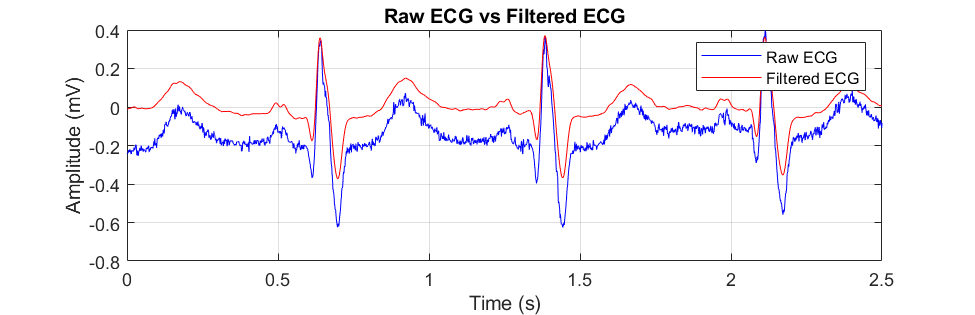 Raw ECG vs Filtered ECG
0.4
0.2
0
-0.2
-0.4
-0.6
-0.8
Amplitude (mV)
Raw ECG
Filtered ECG
0 0.5 1 1.5 2 2.5
Time (s)